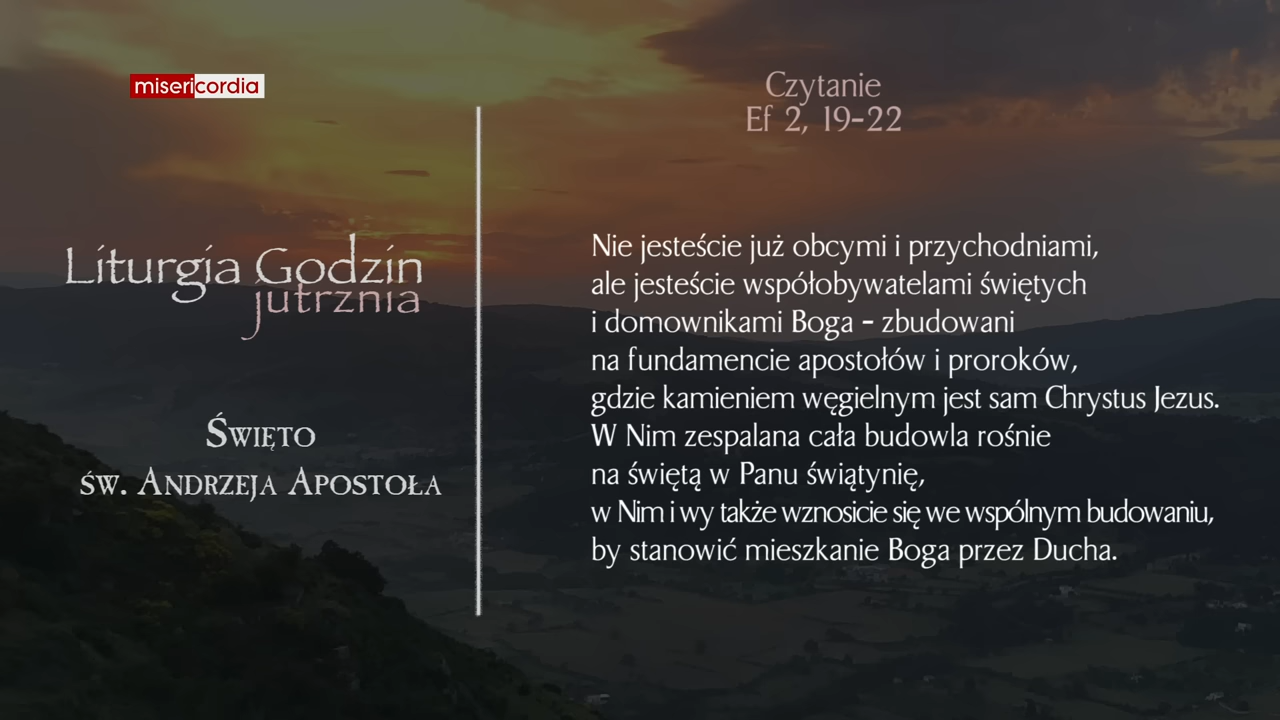 misericordia
Liturgia Godzin
jutrznia
Święto
św. Andrzeja Apostoła
Czytanie
Ef 2, 19-22
Nie jesteście już obcymi i przychodniami,
ale jesteście współobywatelami świętych
i domownikami Boga - zbudowani
na fundamencie apostołów i proroków,
gdzie kamieniem węgielnym jest sam Chrystus Jezus.
W Nim zespalana cała budowla rośnie
na świętą w Panu świątynię,
w Nim i wy także wznosicie się we wspólnym budowaniu,
by stanowić mieszkanie Boga przez Ducha.